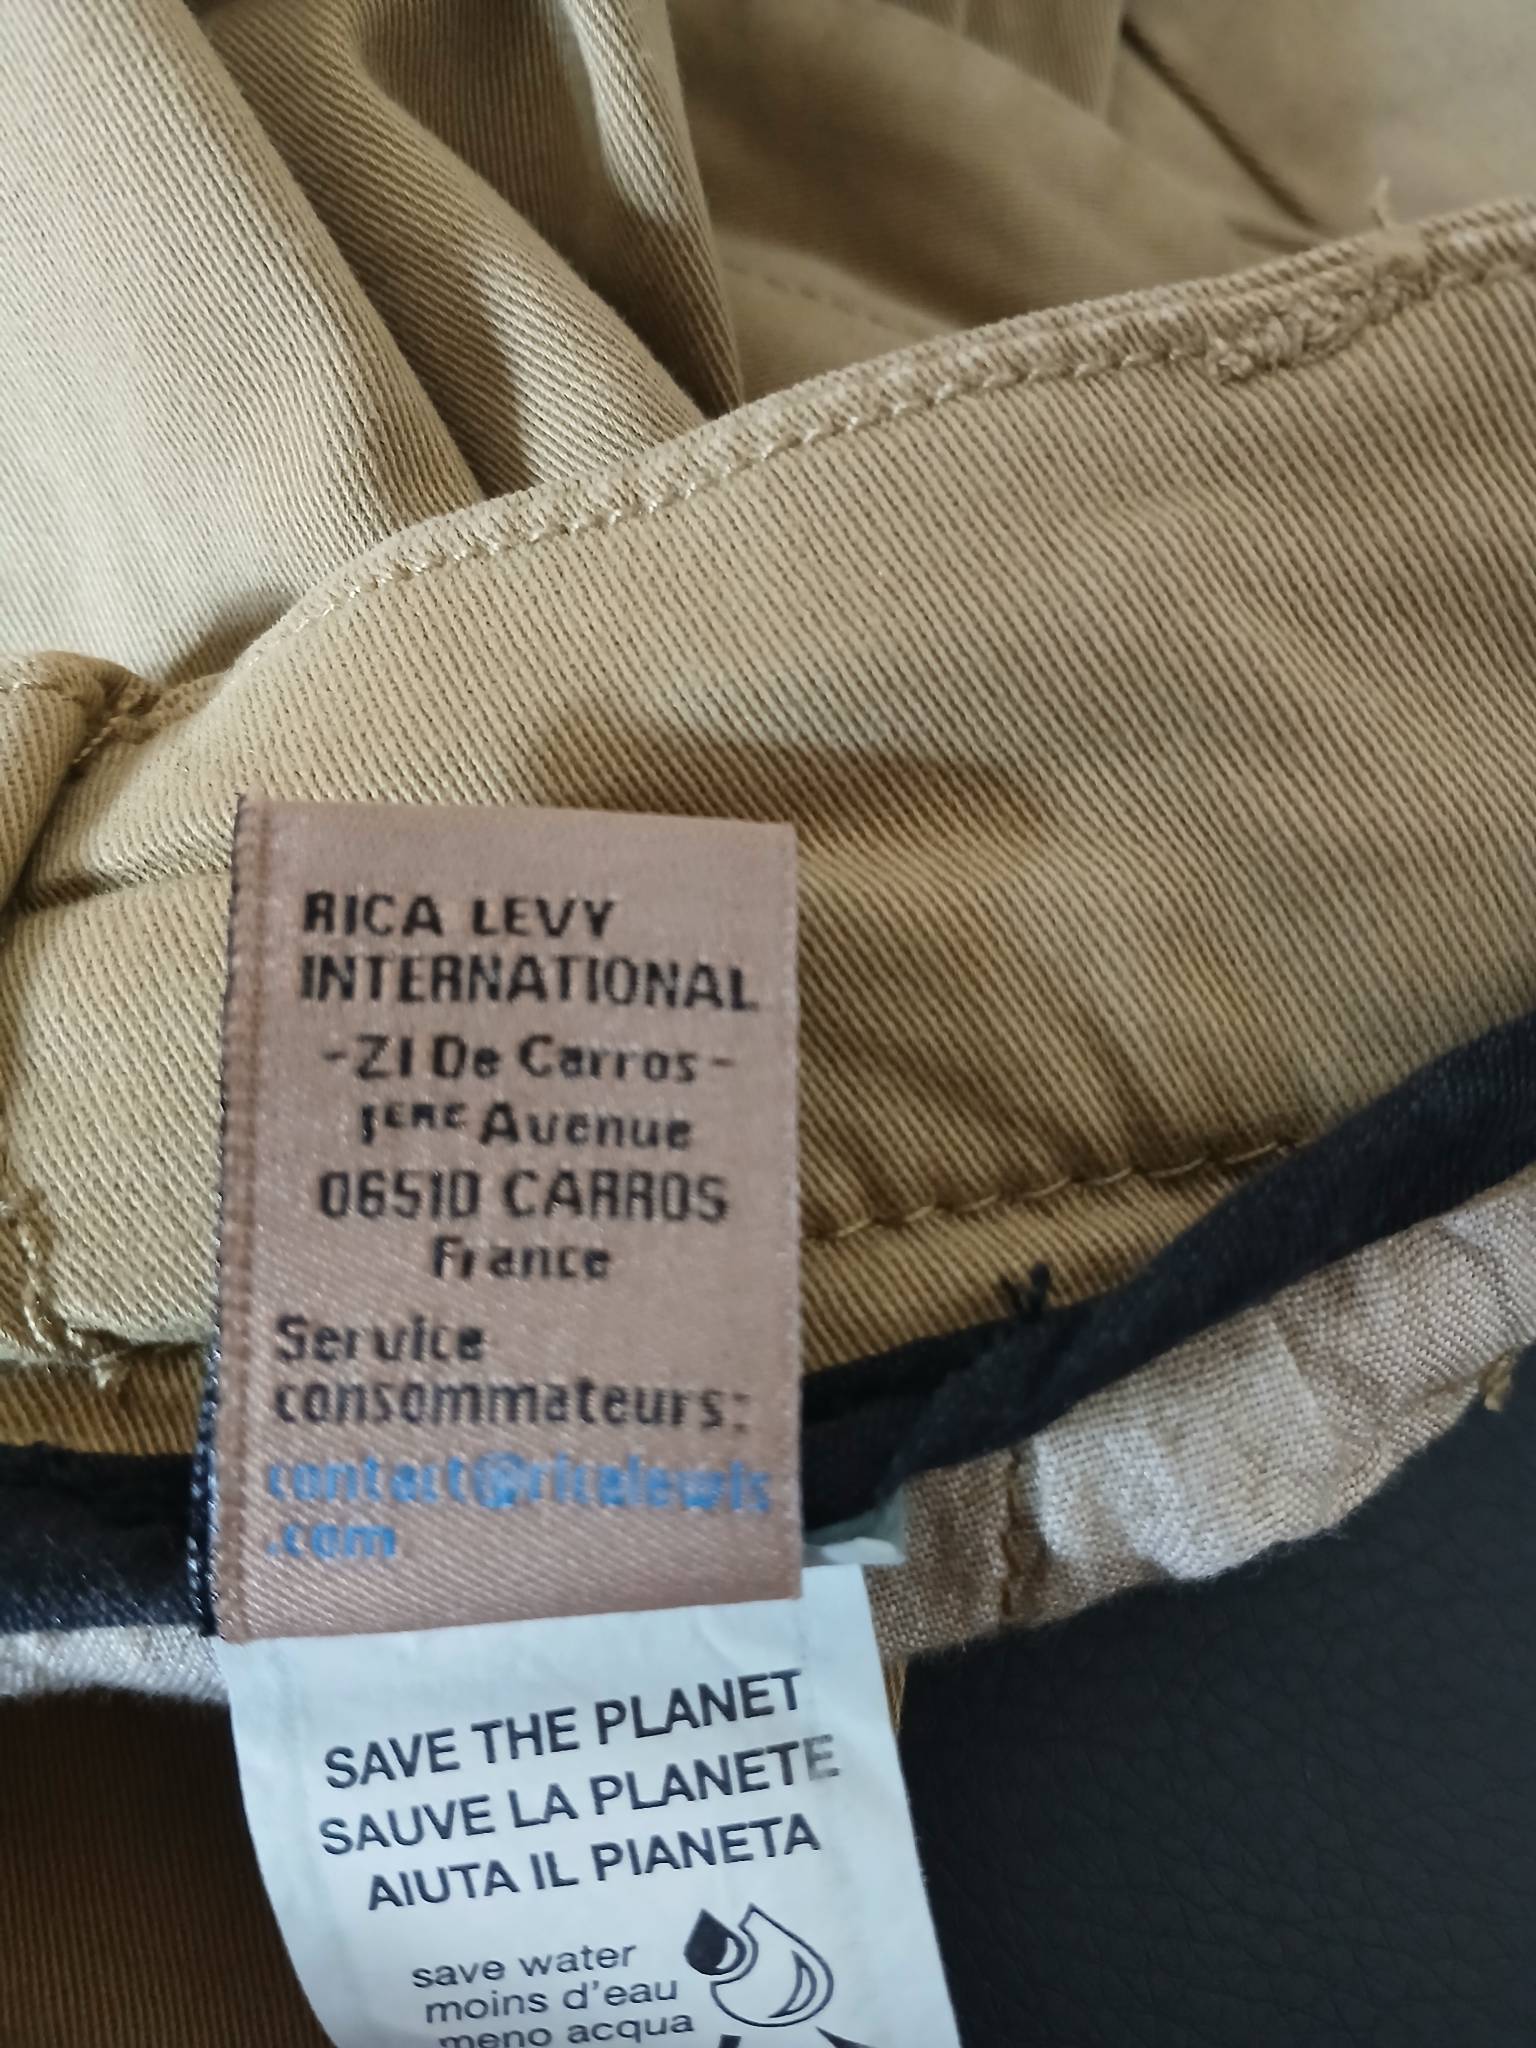 RICA LEVY
INTERNATIONAL
-ZI De Carros-
1ERE Avenue
06510 CARROS
France
Service
consommateurs:
contact@ricalewis
.com
SAVE THE PLANET
SAUVE LA PLANETE
AIUTA IL PIANETA
save water
moins d'eau
meno acqua